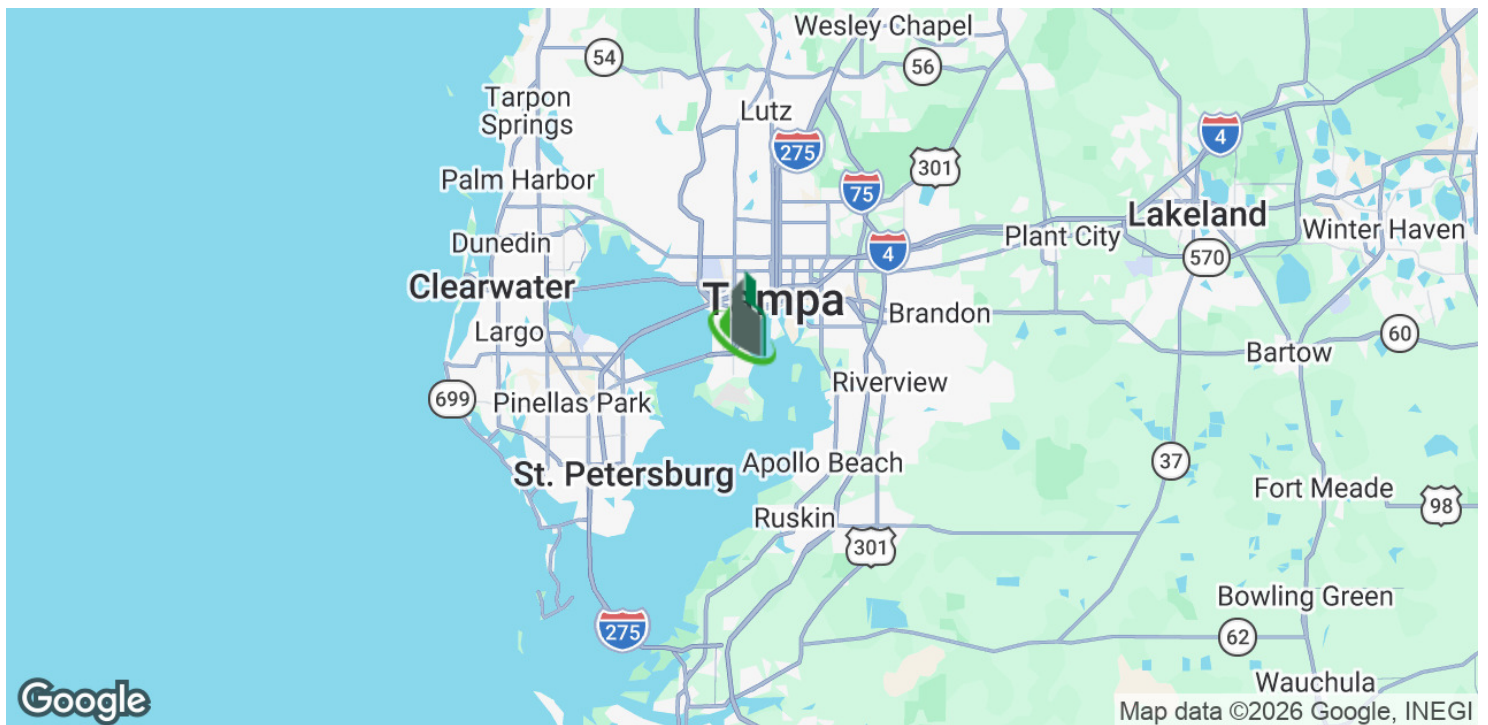 Wesley Chapel
54
56
Tarpon
Springs
Lutz
4
275
301
Palm Harbor
75
Lakeland
Plant City
Winter Haven
Dunedin
4
570
Clearwater
Tampa
Brandon
Largo
60
Bartow
Riverview
699
Pinellas Park
St. Petersburg
Apollo Beach
37
Fort Meade
98
Ruskin
301
Bowling Green
275
62
Wauchula
Google
Map data ©2026 Google, INEGI